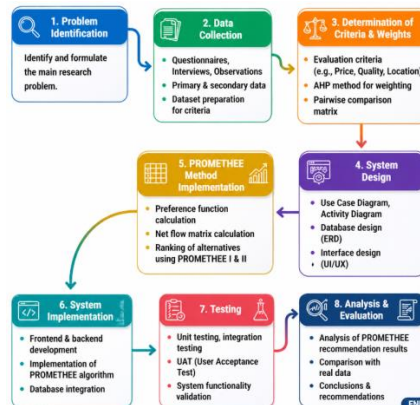 1. Problem
Identification
Identify and formulate
the main research
problem.
2. Data
Collection
• Questionnaires,
Interviews, Observations
• Primary & secondary data
• Dataset preparation
for criteria
3. Determination of
Criteria & Weights
• Evaluation criteria
(e.g., Price, Quality, Location)
• AHP method for weighting
• Pairwise comparison
matrix
4. System
Design
• Use Case Diagram,
Activity Diagram
• Database design
(ERD)
• Interface design
(UI/UX)
5. PROMETHEE
Method
Implementation
• Preference function
calculation
• Net flow matrix calculation
• Ranking of alternatives
using PROMETHEE I & II
6. System
Implementation
• Frontend & backend
development
• Implementation of
PROMETHEE algorithm
• Database integration
7. Testing
• Unit testing, integration
testing
• UAT (User Acceptance
Test)
• System functionality
validation
8. Analysis &
Evaluation
• Analysis of PROMETHEE
recommendation results
• Comparison with
real data
• Conclusions &
recommendations